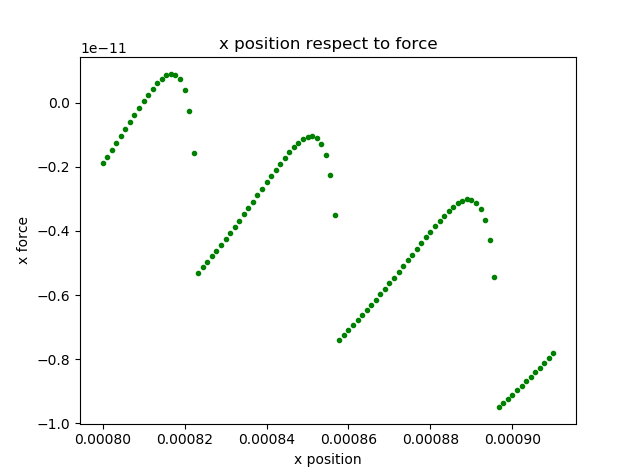 x position respect to force
1e−11
0.0
−0.2
−0.4
−0.6
−0.8
−1.0
x force
0.00080 0.00082 0.00084 0.00086 0.00088 0.00090
x position